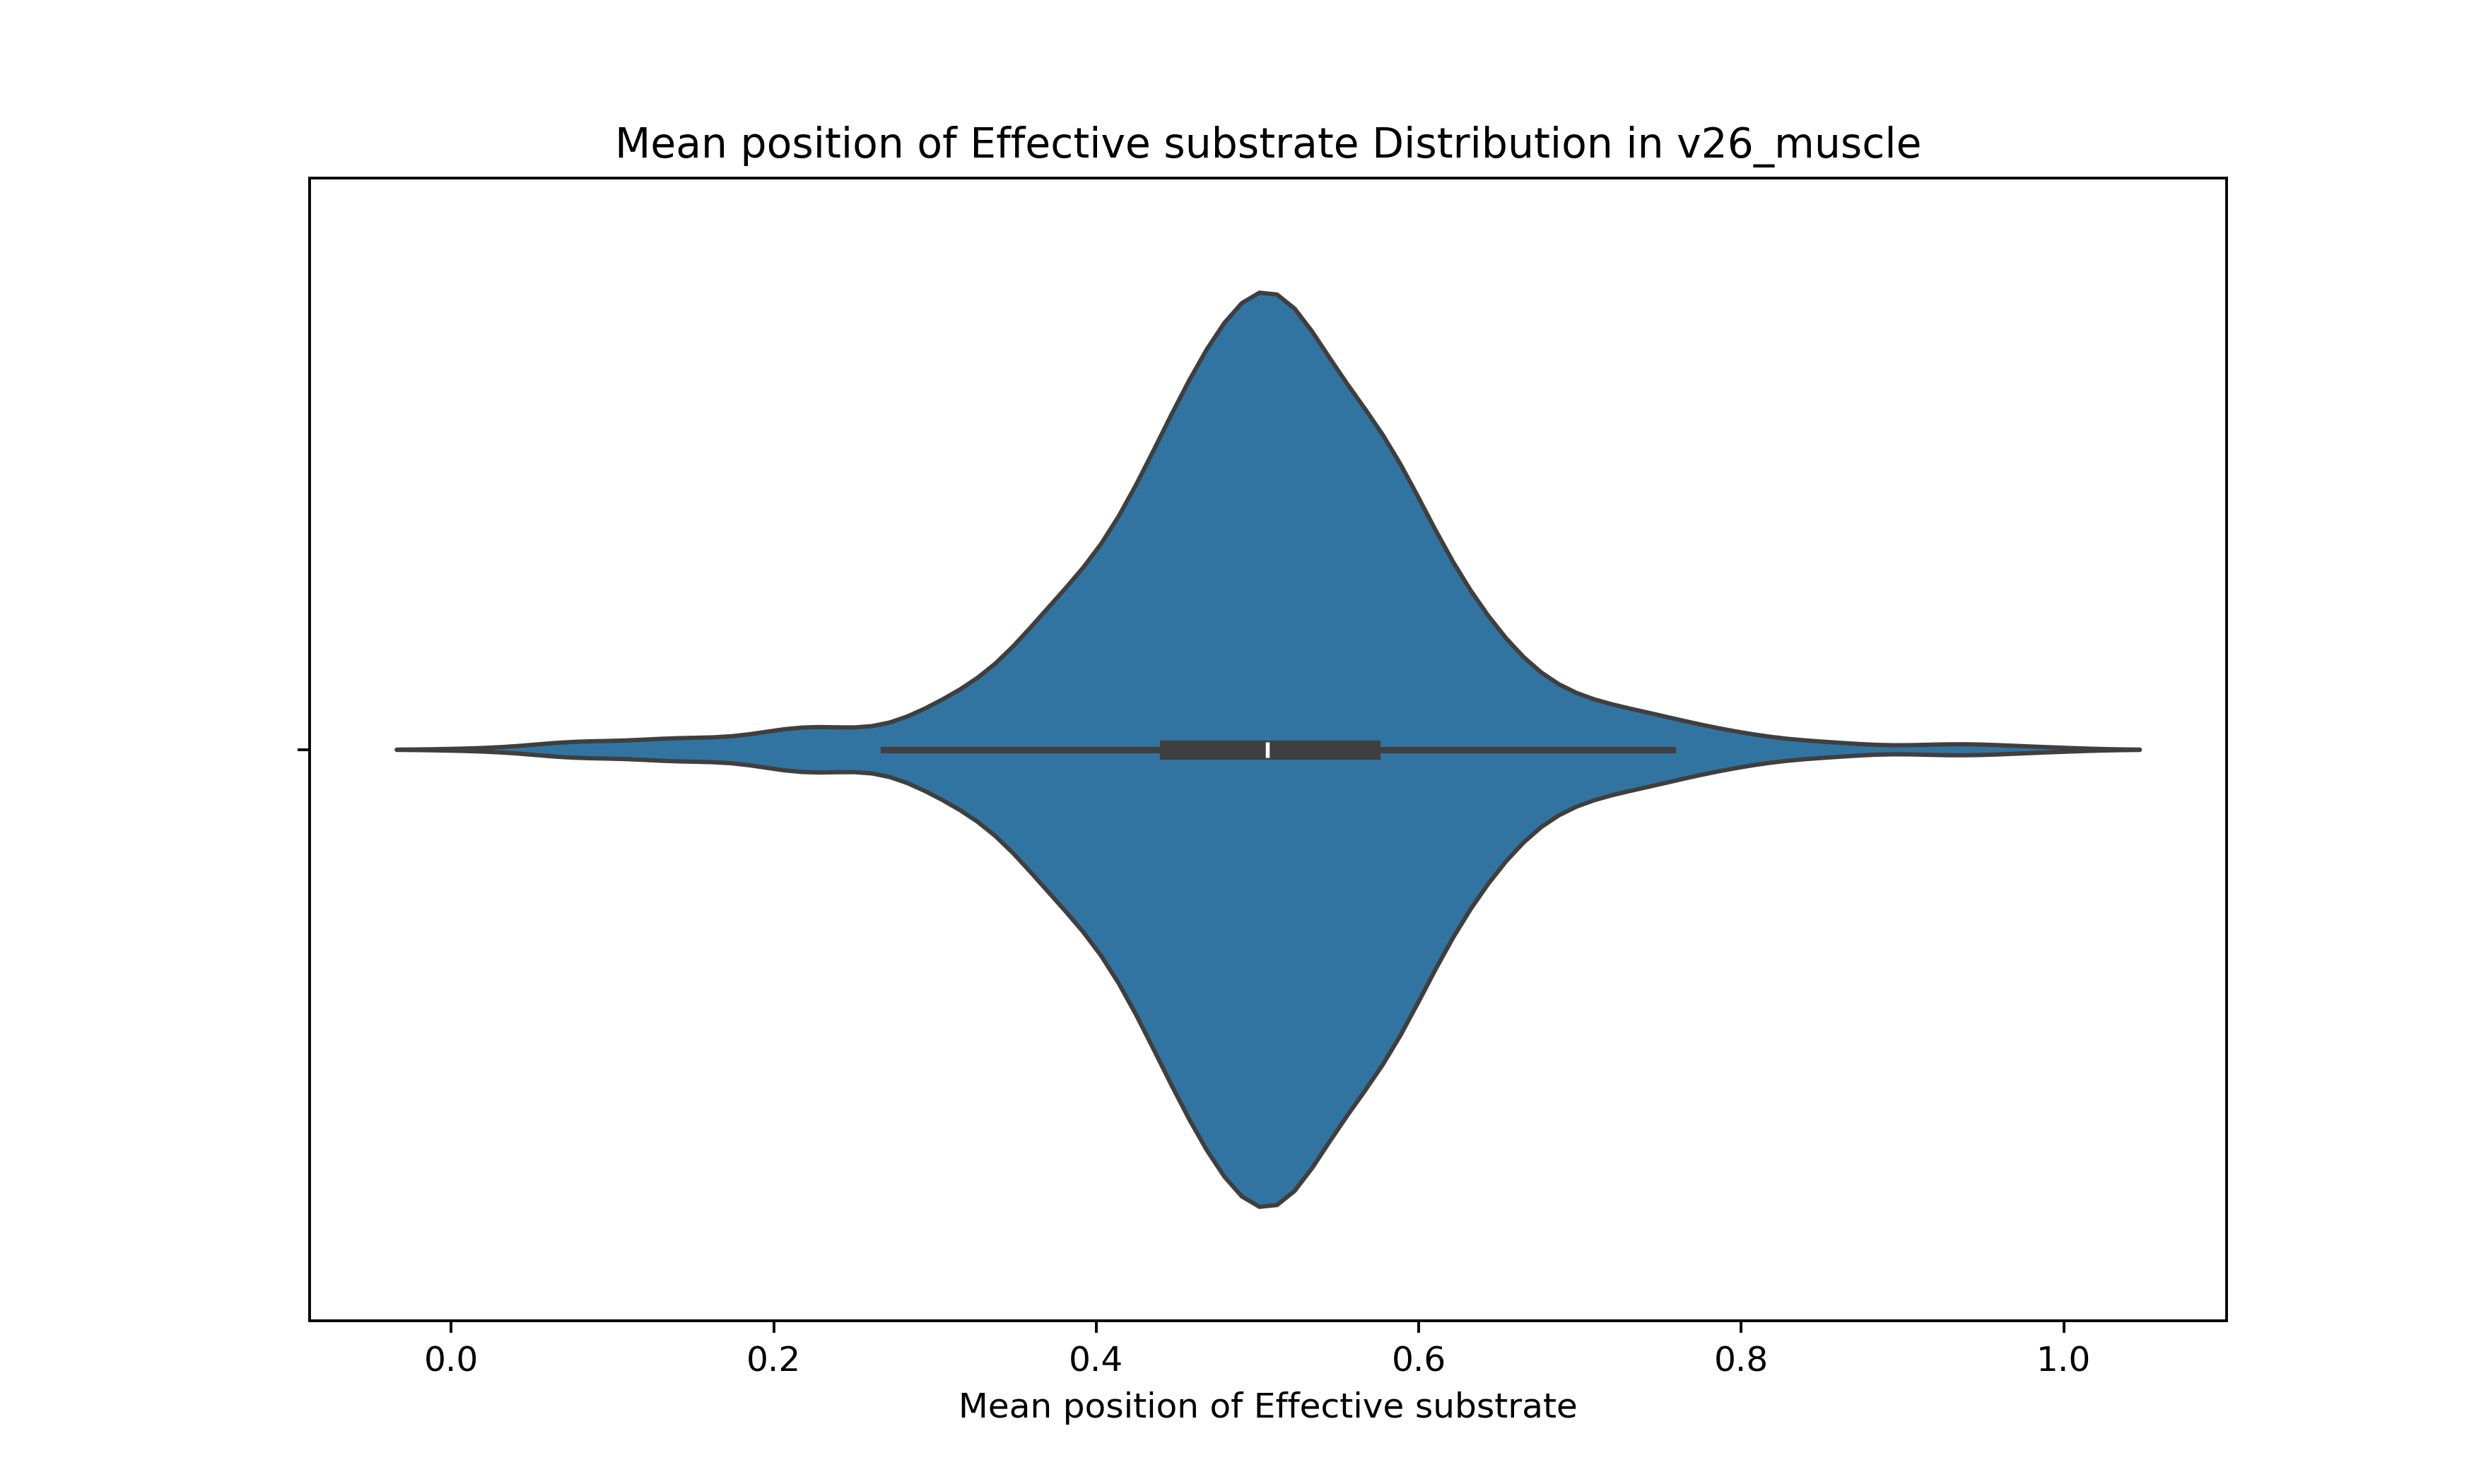 Mean position of Effective substrate Distribution in v26_muscle
0.0 0.2 0.4 0.6 0.8 1.0
Mean position of Effective substrate